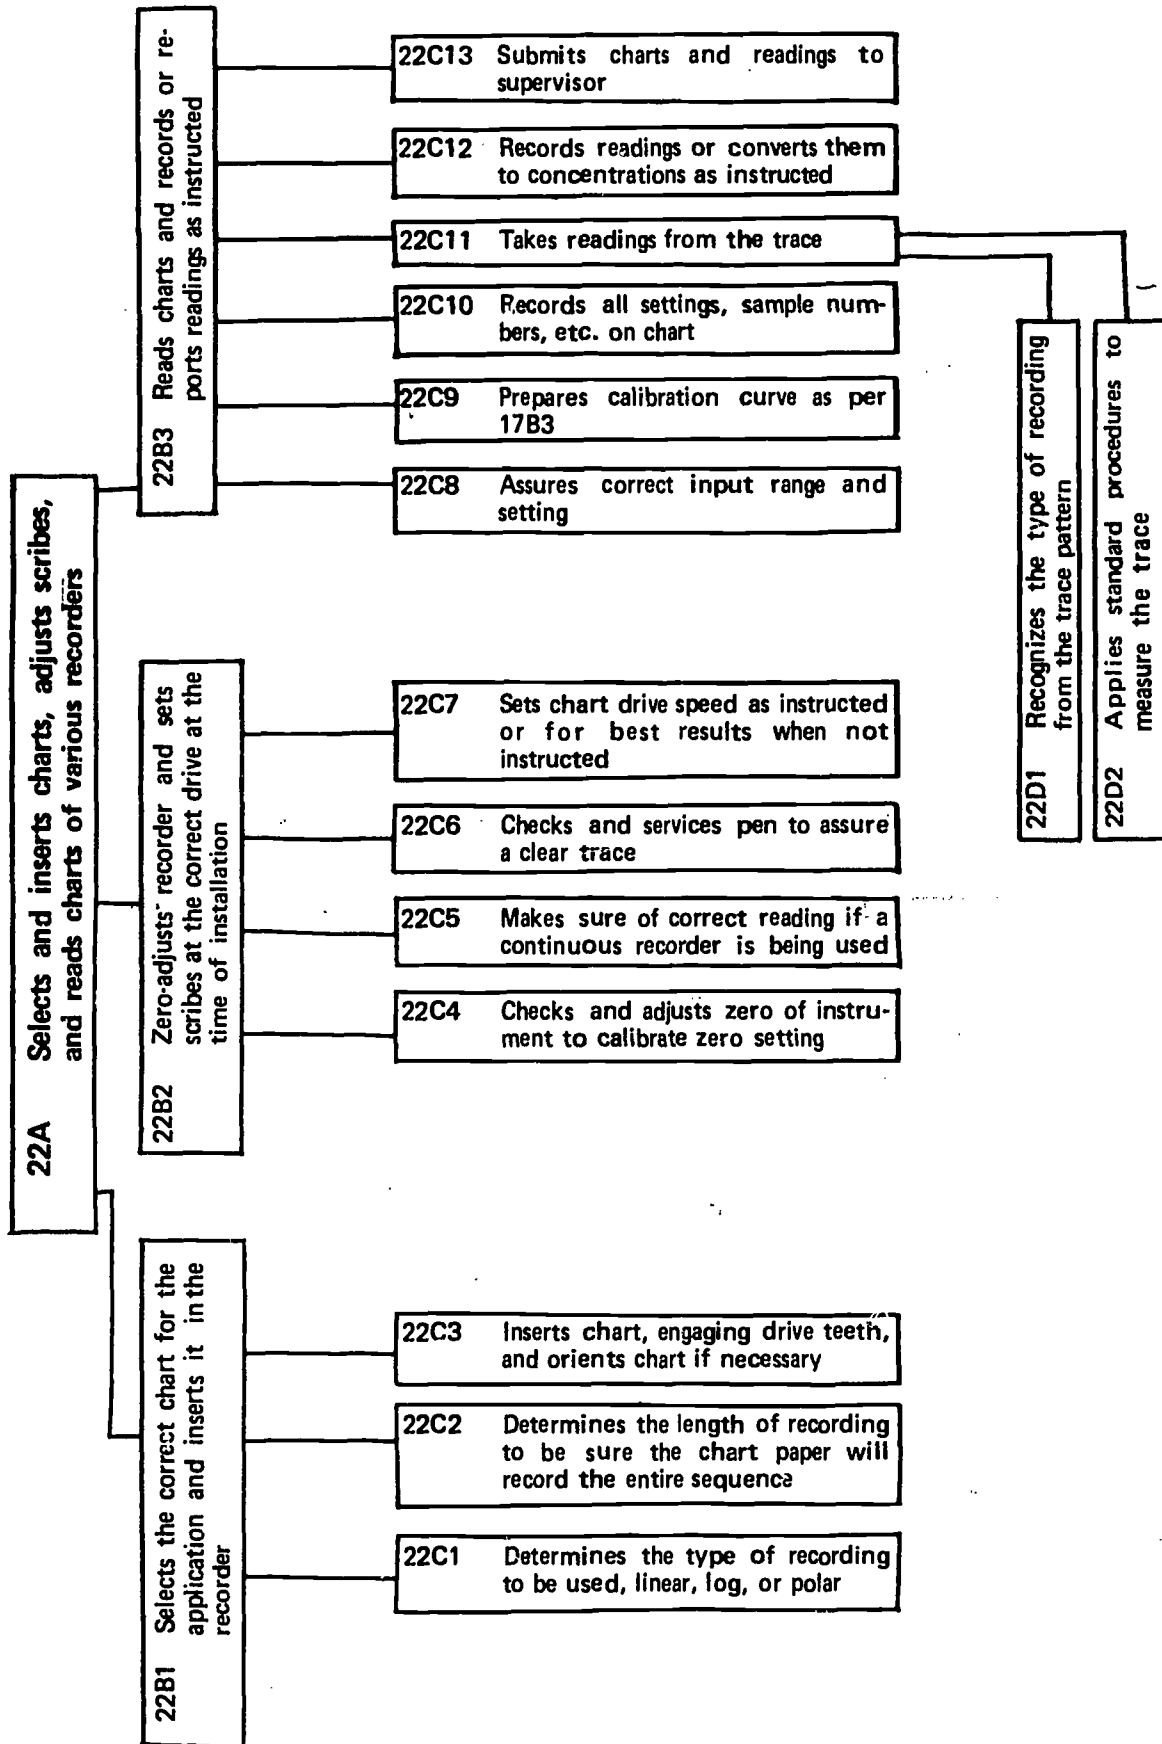 22A Selects and inserts charts, adjusts scribes,
and reads charts of various recorders
22B1 Selects the correct chart for the
application and inserts it in the
recorder
22C1 Determines the type of recording
to be used, linear, log, or polar
22C2 Determines the length of recording
to be sure the chart paper will
record the entire sequence
22C3 Inserts chart, engaging drive teeth,
and orients chart if necessary
22B2 Zero-adjusts recorder and sets
scribes at the correct drive at the
time of installation
22C4 Checks and adjusts zero of instru-
ment to calibrate zero setting
22C5 Makes sure of correct reading if a
continuous recorder is being used
22C6 Checks and services pen to assure
a clear trace
22C7 Sets chart drive speed as instructed
or for best results when not
instructed
22B3 Reads charts and records or re-
ports readings as instructed
22C8 Assures correct input range and
setting
22C9 Prepares calibration curve as per
17B3
22C10 Records all settings, sample num-
bers, etc. on chart
22C11 Takes readings from the trace
22D1 Recognizes the type of recording
from the trace pattern
22D2 Applies standard procedures to
measure the trace
22C12 Records readings or converts them
to concentrations as instructed
22C13 Submits charts and readings to
supervisor